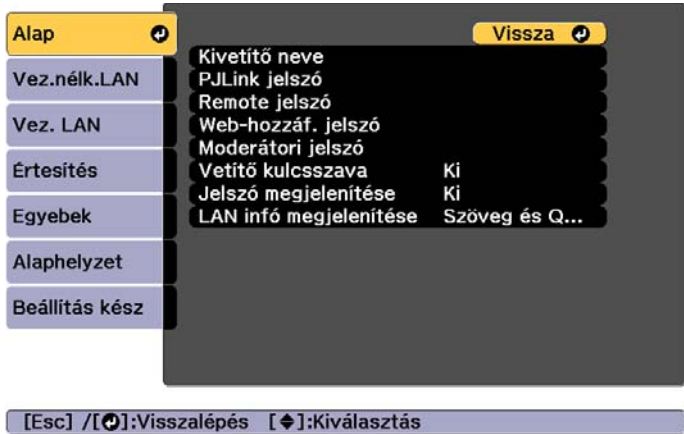 Alap
Vez.nélk.LAN
Vez. LAN
Értesítés
Egyebek
Alaphelyzet
Beállítás kész
Vissza
Kivetítő neve
PJLink jelszó
Remote jelszó
Web-hozzáf. jelszó
Moderátori jelszó
Vetítő kulcsszava Ki
Jelszó megjelenítése Ki
LAN infó megjelenítése Szöveg és Q...
[Esc] /[⏎]:Visszalépés [◆]:Kiválasztás